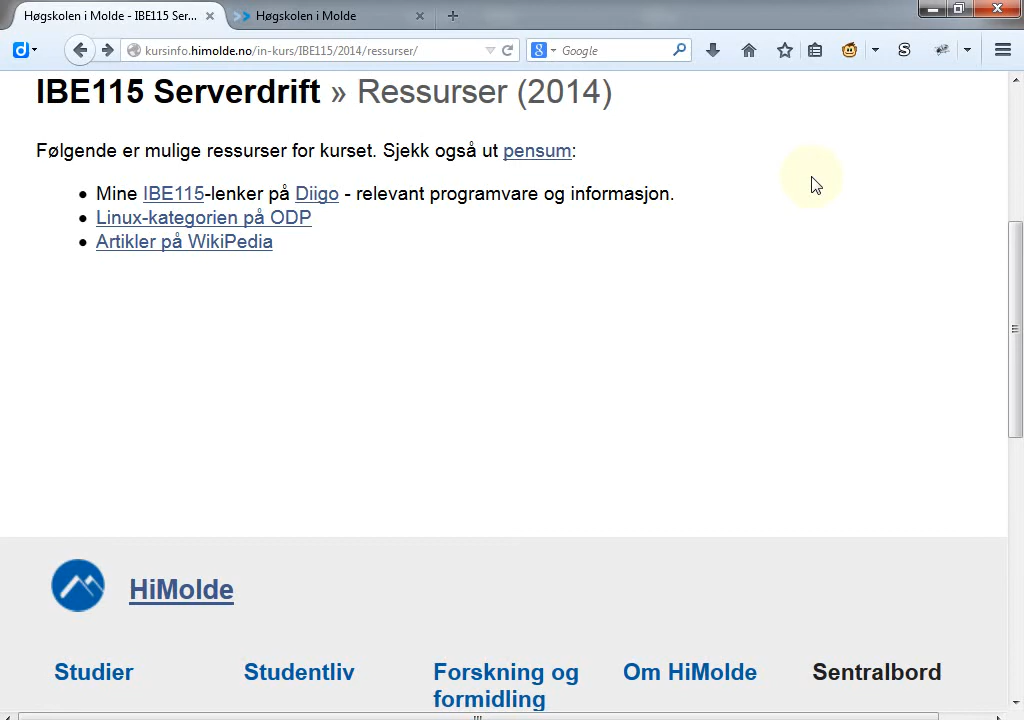 Høgskolen i Molde - IBE115 Ser...
Høgskolen i Molde
kursinfo.himolde.no/in-kurs/IBE115/2014/ressurser/
Google
IBE115 Serverdrift » Ressurser (2014)
Følgende er mulige ressurser for kurset. Sjekk også ut pensum:
• Mine IBE115-lenker på Diigo - relevant programvare og informasjon.
• Linux-kategorien på ODP
• Artikler på WikiPedia
HiMolde
Studier
Studentliv
Forskning og
formidling
Om HiMolde
Sentralbord